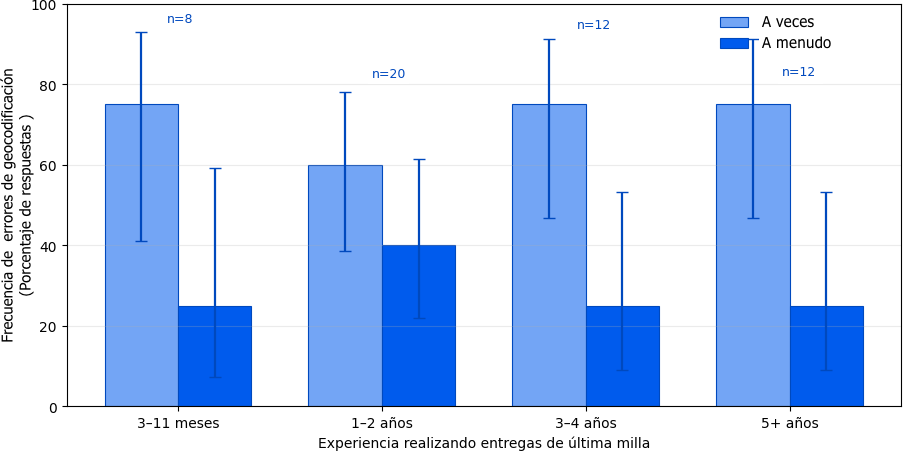 Frecuencia de errores de geocodificación
(Porcentaje de respuestas )
100
80
60
40
20
0
n=8
n=20
n=12
n=12
A veces
A menudo
3–11 meses
1–2 años
3–4 años
5+ años
Experiencia realizando entregas de última milla